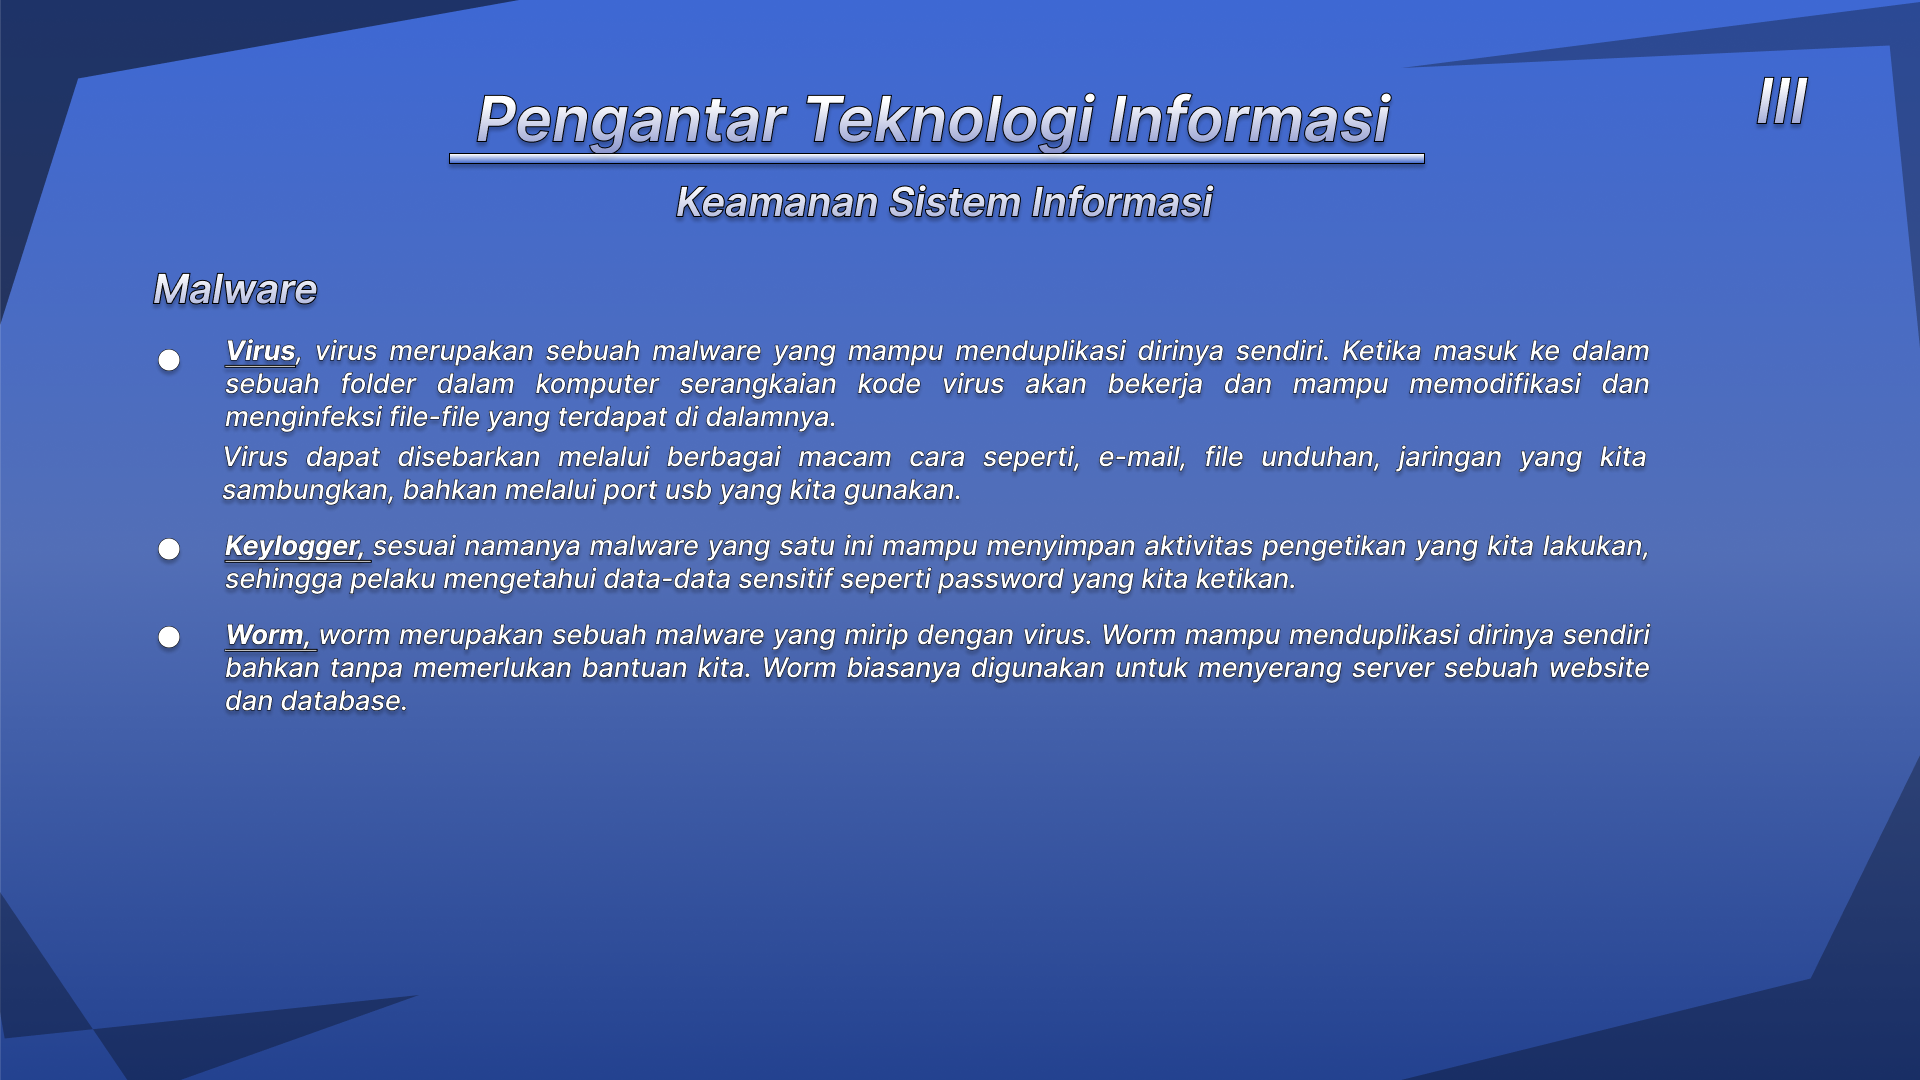 III
Pengantar Teknologi Informasi
Keamanan Sistem Informasi
Malware
Virus, virus merupakan sebuah malware yang mampu menduplikasi dirinya sendiri. Ketika masuk ke dalam
sebuah folder dalam komputer serangkaian kode virus akan bekerja dan mampu memodifikasi dan
menginfeksi file-file yang terdapat di dalamnya.
Virus dapat disebarkan melalui berbagai macam cara seperti, e-mail, file unduhan, jaringan yang kita
sambungkan, bahkan melalui port usb yang kita gunakan.
Keylogger, sesuai namanya malware yang satu ini mampu menyimpan aktivitas pengetikan yang kita lakukan,
sehingga pelaku mengetahui data-data sensitif seperti password yang kita ketikan.
Worm, worm merupakan sebuah malware yang mirip dengan virus. Worm mampu menduplikasi dirinya sendiri
bahkan tanpa memerlukan bantuan kita. Worm biasanya digunakan untuk menyerang server sebuah website
dan database.